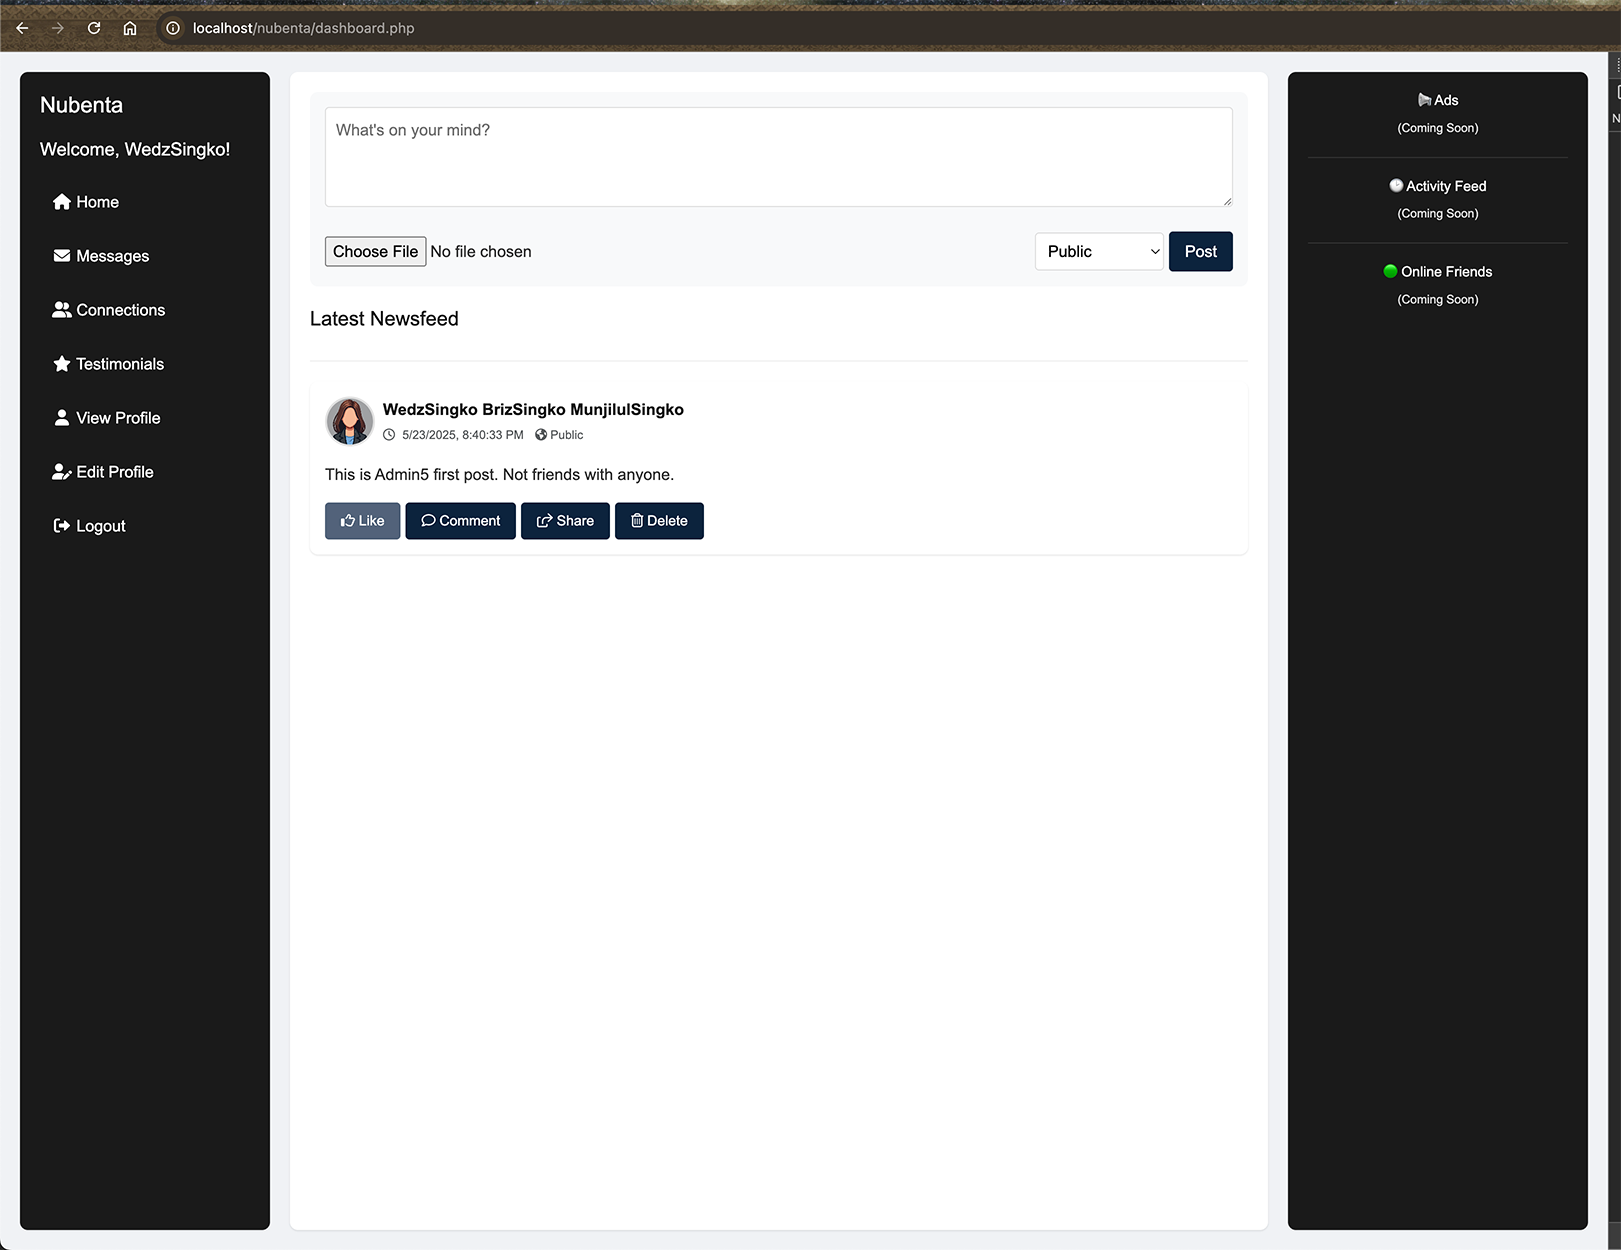 localhost/nubenta/dashboard.php
Nubenta
Welcome, WedzSingko!
Home
Messages
Connections
Testimonials
View Profile
Edit Profile
Logout
What's on your mind?
Choose File No file chosen
Public
Post
Latest Newsfeed
WedzSingko BrizSingko MunjilulSingko
5/23/2025, 8:40:33 PM Public
This is Admin5 first post. Not friends with anyone.
Like Comment Share Delete
Ads
(Coming Soon)
Activity Feed
(Coming Soon)
Online Friends
(Coming Soon)
N